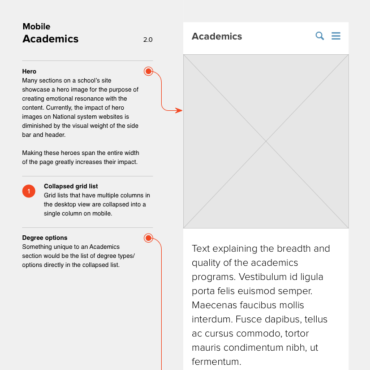 Mobile
Academics
2.0
Hero
Many sections on a school's site
showcase a hero image for the purpose of
creating emotional resonance with the
content. Currently, the impact of hero
images on National system websites is
diminished by the visual weight of the side
bar and header.
Making these heroes span the entire width
of the page greatly increases their impact.
1
Collapsed grid list
Grid lists that have multiple columns in
the desktop view are collapsed into a
single column on mobile.
Degree options
Something unique to an Academics
section would be the list of degree types/
options directly in the collapsed list.
Academics
Text explaining the breadth and
quality of the academics
programs. Vestibulum id ligula
porta felis euismod semper.
Maecenas faucibus mollis
interdum. Fusce dapibus, tellus
ac cursus commodo, tortor
mauris condimentum nibh, ut
fermentum.